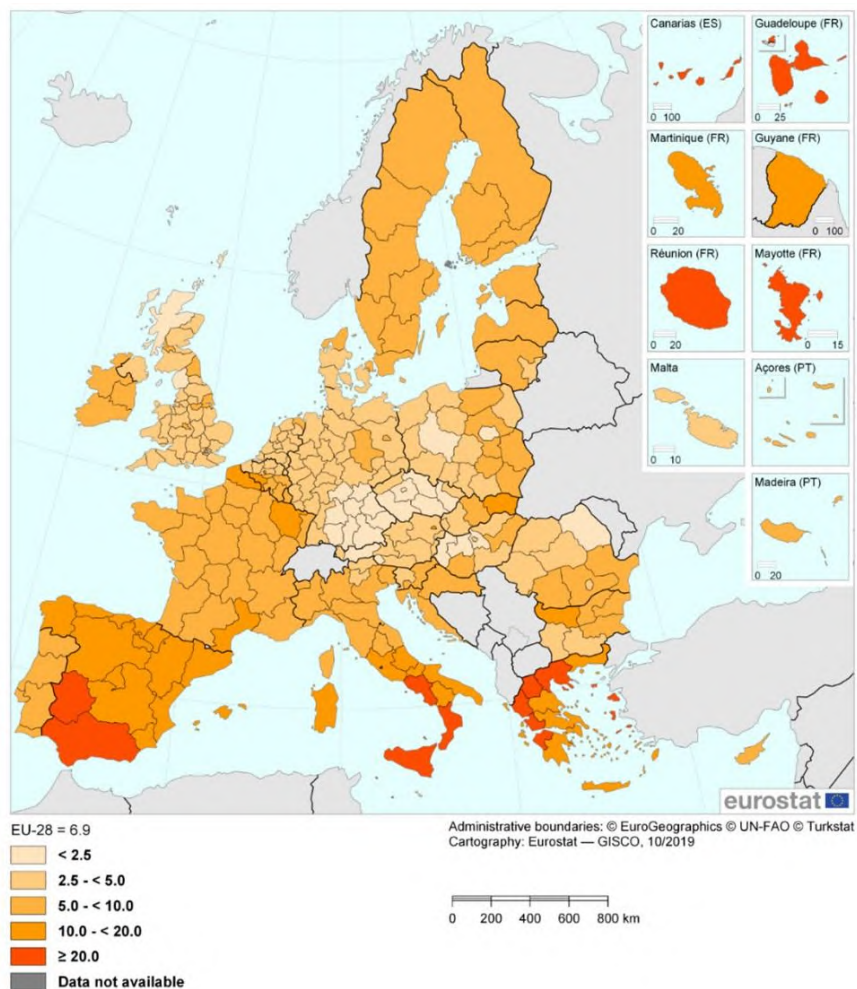 Canarias (ES)
0 100
Guadeloupe (FR)
0 25
Martinique (FR)
0 20
Guyane (FR)
0 100
Réunion (FR)
0 20
Mayotte (FR)
0 15
Malta
0 10
Açores (PT)
Madeira (PT)
0 20
eurostat
EU-28 = 6.9
< 2.5
2.5 - < 5.0
5.0 - < 10.0
10.0 - < 20.0
≥ 20.0
Data not available
Administrative boundaries: © EuroGeographics © UN-FAO © Turkstat
Cartography: Eurostat — GISCO, 10/2019
0 200 400 600 800 km